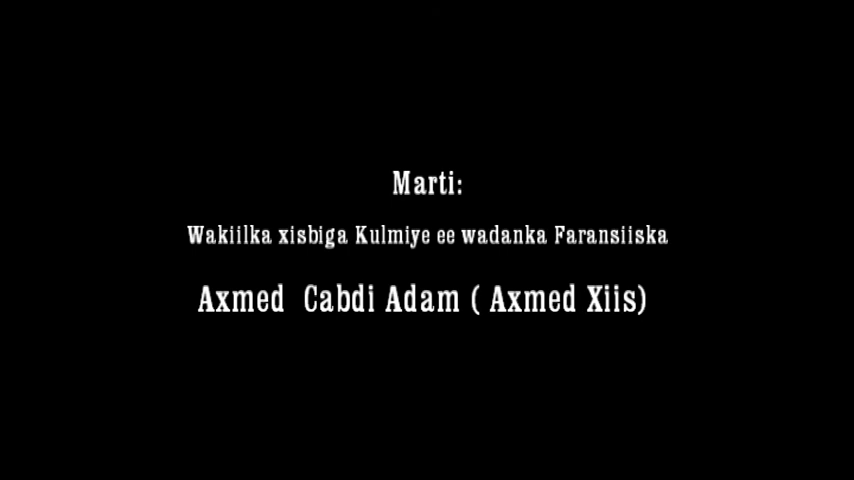 Marti:
Wakiilka xisbiga Kulmiye ee wadanka Faransiiska
Axmed Cabdi Adam ( Axmed Xiis)